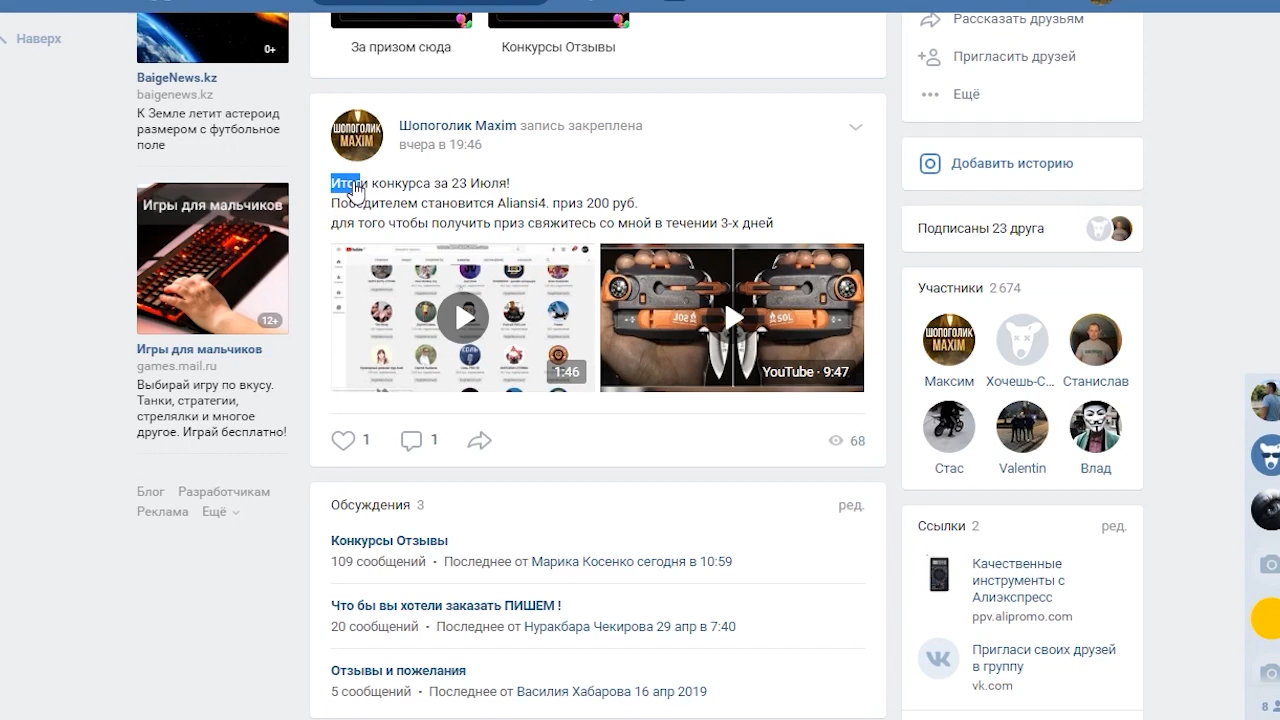 Наверх
0+
BaigeNews.kz
baigenews.kz
К Земле летит астероид
размером с футбольное
поле
Игры для мальчиков
12+
Игры для мальчиков
games.mail.ru
Выбирай игру по вкусу.
Танки, стратегии,
стрелялки и многое
другое. Играй бесплатно!
Блог Разработчикам
Реклама Ещё
За призом сюда
Конкурсы Отзывы
ШОПОГОЛИК
MAXIM
Шопоголик Maxim запись закреплена
вчера в 19:46
Итоги конкурса за 23 Июля!
Победителем становится Aliansi4. приз 200 руб.
для того чтобы получить приз свяжитесь со мной в течении 3-х дней
1:46
YouTube · 9:47
1
1
68
Обсуждения 3
ред.
Конкурсы Отзывы
109 сообщений • Последнее от Марика Косенко сегодня в 10:59
Что бы вы хотели заказать ПИШЕМ !
20 сообщений • Последнее от Нуракбара Чекирова 29 апр в 7:40
Отзывы и пожелания
5 сообщений • Последнее от Василия Хабарова 16 апр 2019
Рассказать друзьям
Пригласить друзей
Ещё
Добавить историю
Подписаны 23 друга
Участники 2 674
ШОПОГОЛИК
MAXIM
Максим
Хочешь-С...
Станислав
Стас
Valentin
Влад
Ссылки 2
ред.
Качественные
инструменты с
Алиэкспресс
ppv.alipromo.com
Пригласи своих друзей
в группу
vk.com
8